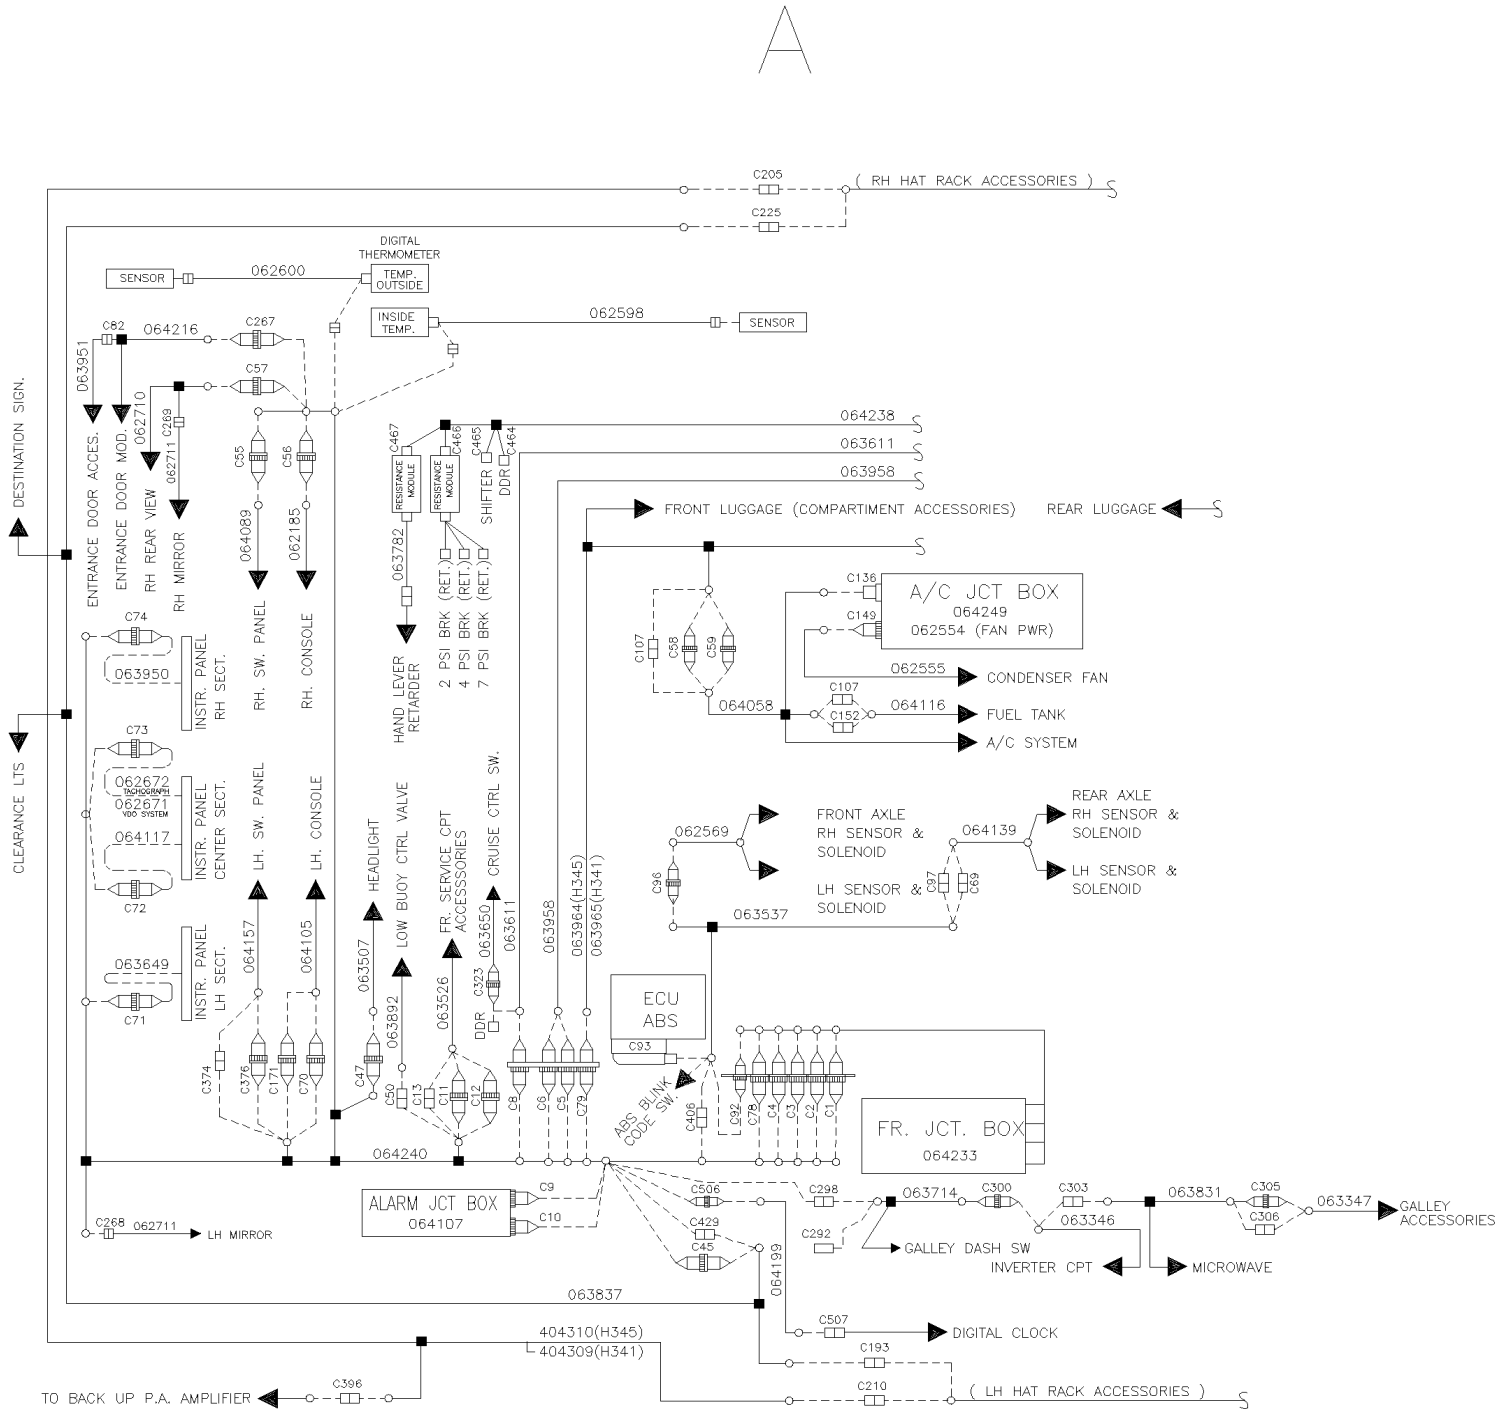 A
C205
( RH HAT RACK ACCESSORIES )
C225
DIGITAL
THERMOMETER
SENSOR
062600
TEMP.
OUTSIDE
INSIDE
TEMP.
062598
SENSOR
C82
064216
C267
063951
C57
062710
C269
062711
DESTINATION SIGN.
ENTRANCE DOOR ACCES.
ENTRANCE DOOR MOD.
RH REAR VIEW
RH MIRROR
C55
C56
064089
062185
RH. SW. PANEL
RH. CONSOLE
C467
C466
C465
C464
RESISTANCE
MODULE
RESISTANCE
MODULE
SHIFTER
DDR
063782
2 PSI BRK (RET.)
4 PSI BRK (RET.)
7 PSI BRK (RET.)
HAND LEVER
RETARDER
064238
063611
063958
FRONT LUGGAGE (COMPARTMENT ACCESSORIES)
REAR LUGGAGE
C136
A/C JCT BOX
064249
062554 (FAN PWR)
C149
C107
C58
C59
062555
CONDENSER FAN
064058
C107
C152
064116
FUEL TANK
A/C SYSTEM
C74
063950
INSTR. PANEL
RH SECT.
C73
062672
TACHOGRAPH
062671
VDO SYSTEM
064117
INSTR. PANEL
CENTER SECT.
C72
CLEARANCE LTS
063649
INSTR. PANEL
LH SECT.
C71
LH. SW. PANEL
LH. CONSOLE
064157
064105
C374
C376
C171
C70
HEADLIGHT
063507
C47
LOW BUOY CTRL VALVE
063892
C50
FR. SERVICE CPT
ACCESSSORIES
063526
C13
C11
C12
CRUISE CTRL SW.
063650
C323
DDR
063611
063958
063964(H345)
063965(H341)
C8
C6
C5
C79
062569
FRONT AXLE
RH SENSOR &
SOLENOID
LH SENSOR &
SOLENOID
C96
064139
REAR AXLE
RH SENSOR &
SOLENOID
LH SENSOR &
SOLENOID
C97
C69
063537
ECU
ABS
C93
ABS BLINK
CODE SW.
C406
C92
C78
C4
C3
C2
C1
FR. JCT. BOX
064233
064240
ALARM JCT BOX
064107
C9
C10
C506
C429
C45
064199
C298
C292
063714
C300
C303
063831
C305
C306
063347
GALLEY
ACCESSORIES
GALLEY DASH SW
063346
INVERTER CPT
MICROWAVE
C268
062711
LH MIRROR
063837
C507
DIGITAL CLOCK
404310(H345)
404309(H341)
C193
C396
TO BACK UP P.A. AMPLIFIER
C210
( LH HAT RACK ACCESSORIES )